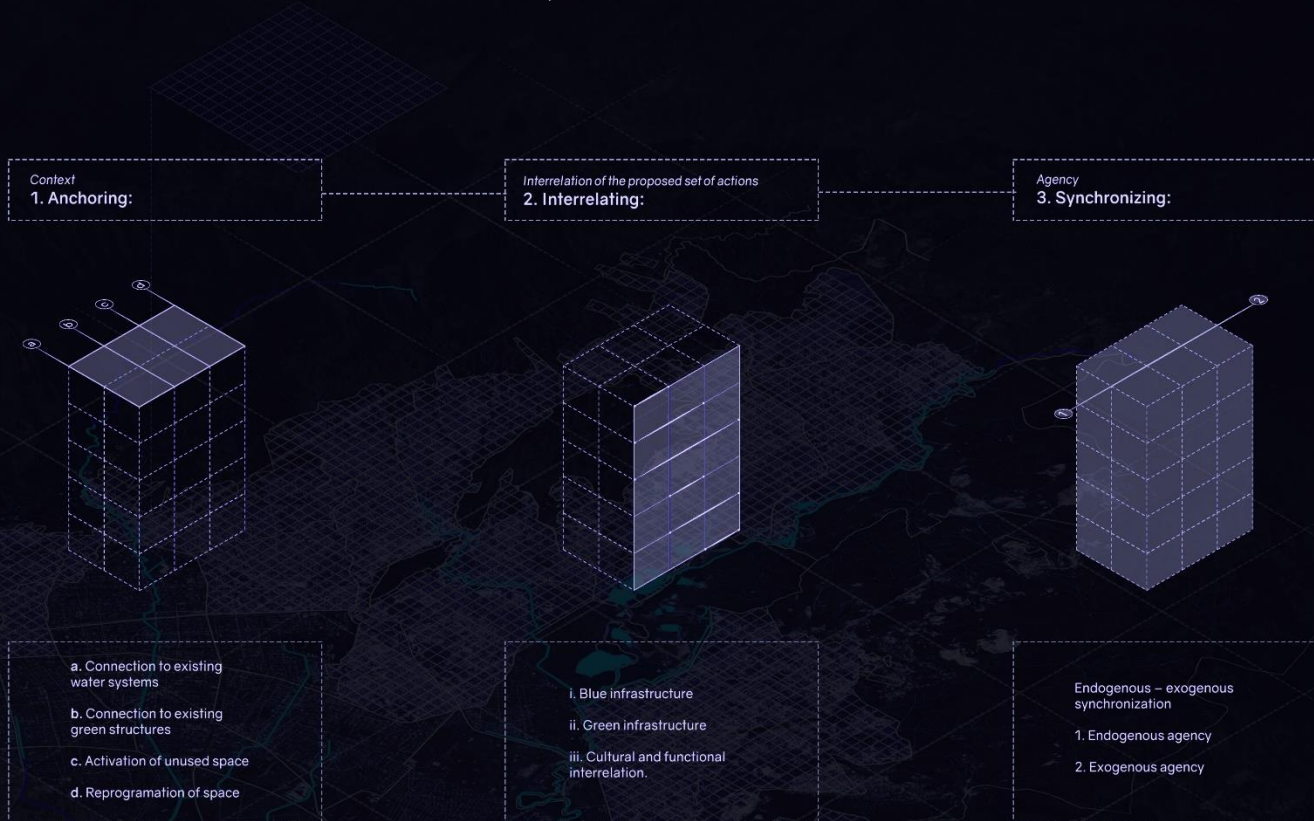 Context
1. Anchoring:
Interrelation of the proposed set of actions
2. Interrelating:
Agency
3. Synchronizing:
a
b
c
d
1
2
a. Connection to existing
water systems
b. Connection to existing
green structures
c. Activation of unused space
d. Reprogramation of space
i. Blue infrastructure
ii. Green infrastructure
iii. Cultural and functional
interrelation.
Endogenous – exogenous
synchronization
1. Endogenous agency
2. Exogenous agency